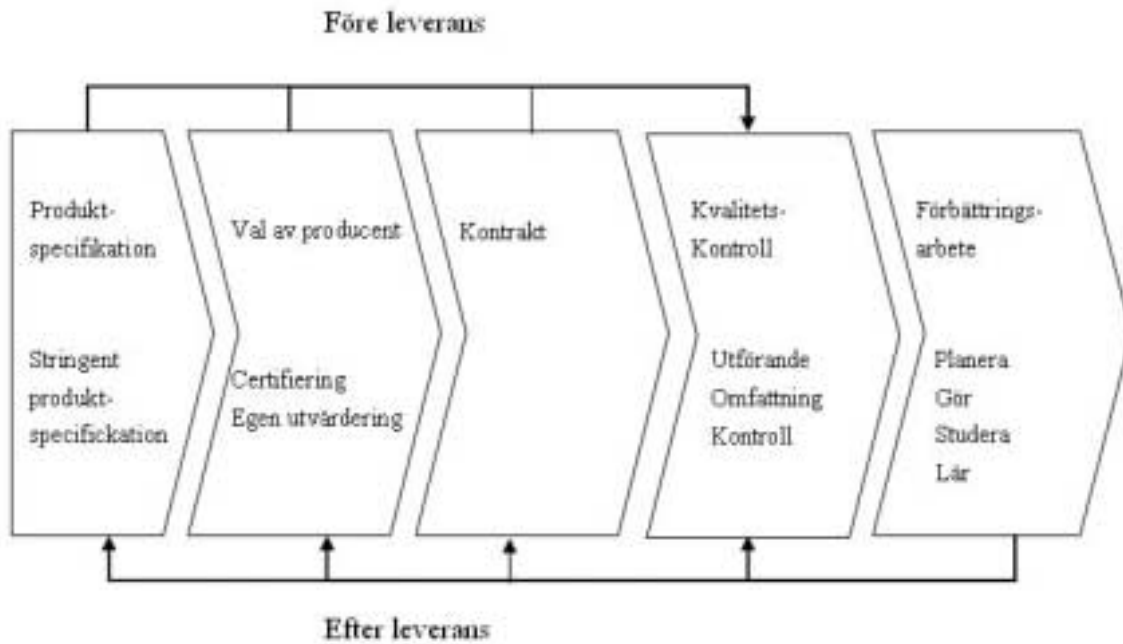 Före leverans
Produkt-
specifikation
Stringent
produkt-
specifickation
Val av producent
Certifiering
Egen utvärdering
Kontrakt
Kvalitets-
Kontroll
Utförande
Omfattning
Kontroll
Förbättrings-
arbete
Planera
Gör
Studera
Lär
Efter leverans